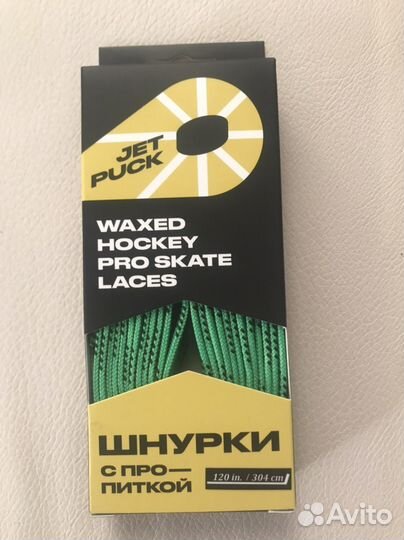 JET
PUCK
WAXED
HOCKEY
PRO SKATE
LACES
ШНУРКИ
С ПРО—
ПИТКОЙ
120 in. / 304 cm
Avito